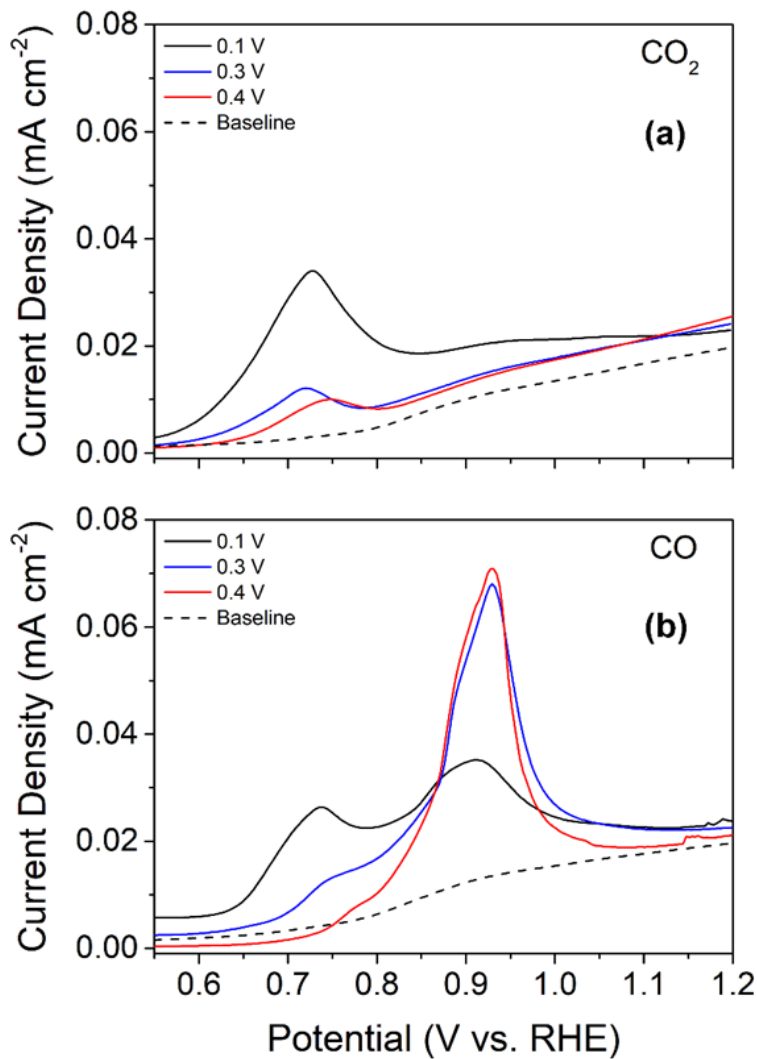 0.08
0.1 V
0.3 V
0.4 V
Baseline
CO₂
(a)
0.06
0.04
0.02
0.00
Current Density (mA cm⁻²)
0.08
0.1 V
0.3 V
0.4 V
Baseline
CO
(b)
0.06
0.04
0.02
0.00
Current Density (mA cm⁻²)
0.6 0.7 0.8 0.9 1.0 1.1 1.2
Potential (V vs. RHE)